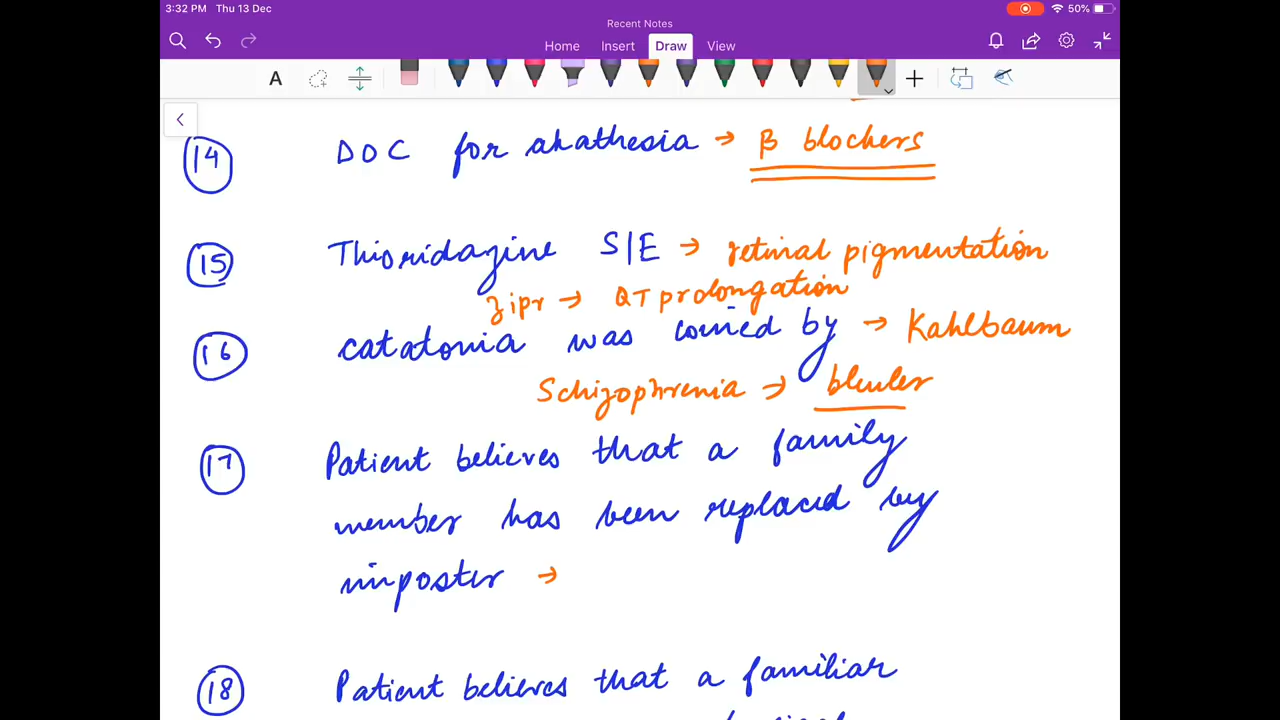 3:32 PM Thu 13 Dec
50%
Recent Notes
Home Insert Draw View
A
14 DOC for akathesia → β blockers
15 Thioridazine S|E → retinal pigmentation
zipr → QT prolongation
16 catatonia was coined by → Kahlbaum
Schizophrenia → bleuler
17 Patient believes that a family
member has been replaced by
imposter →
18 Patient believes that a familiar